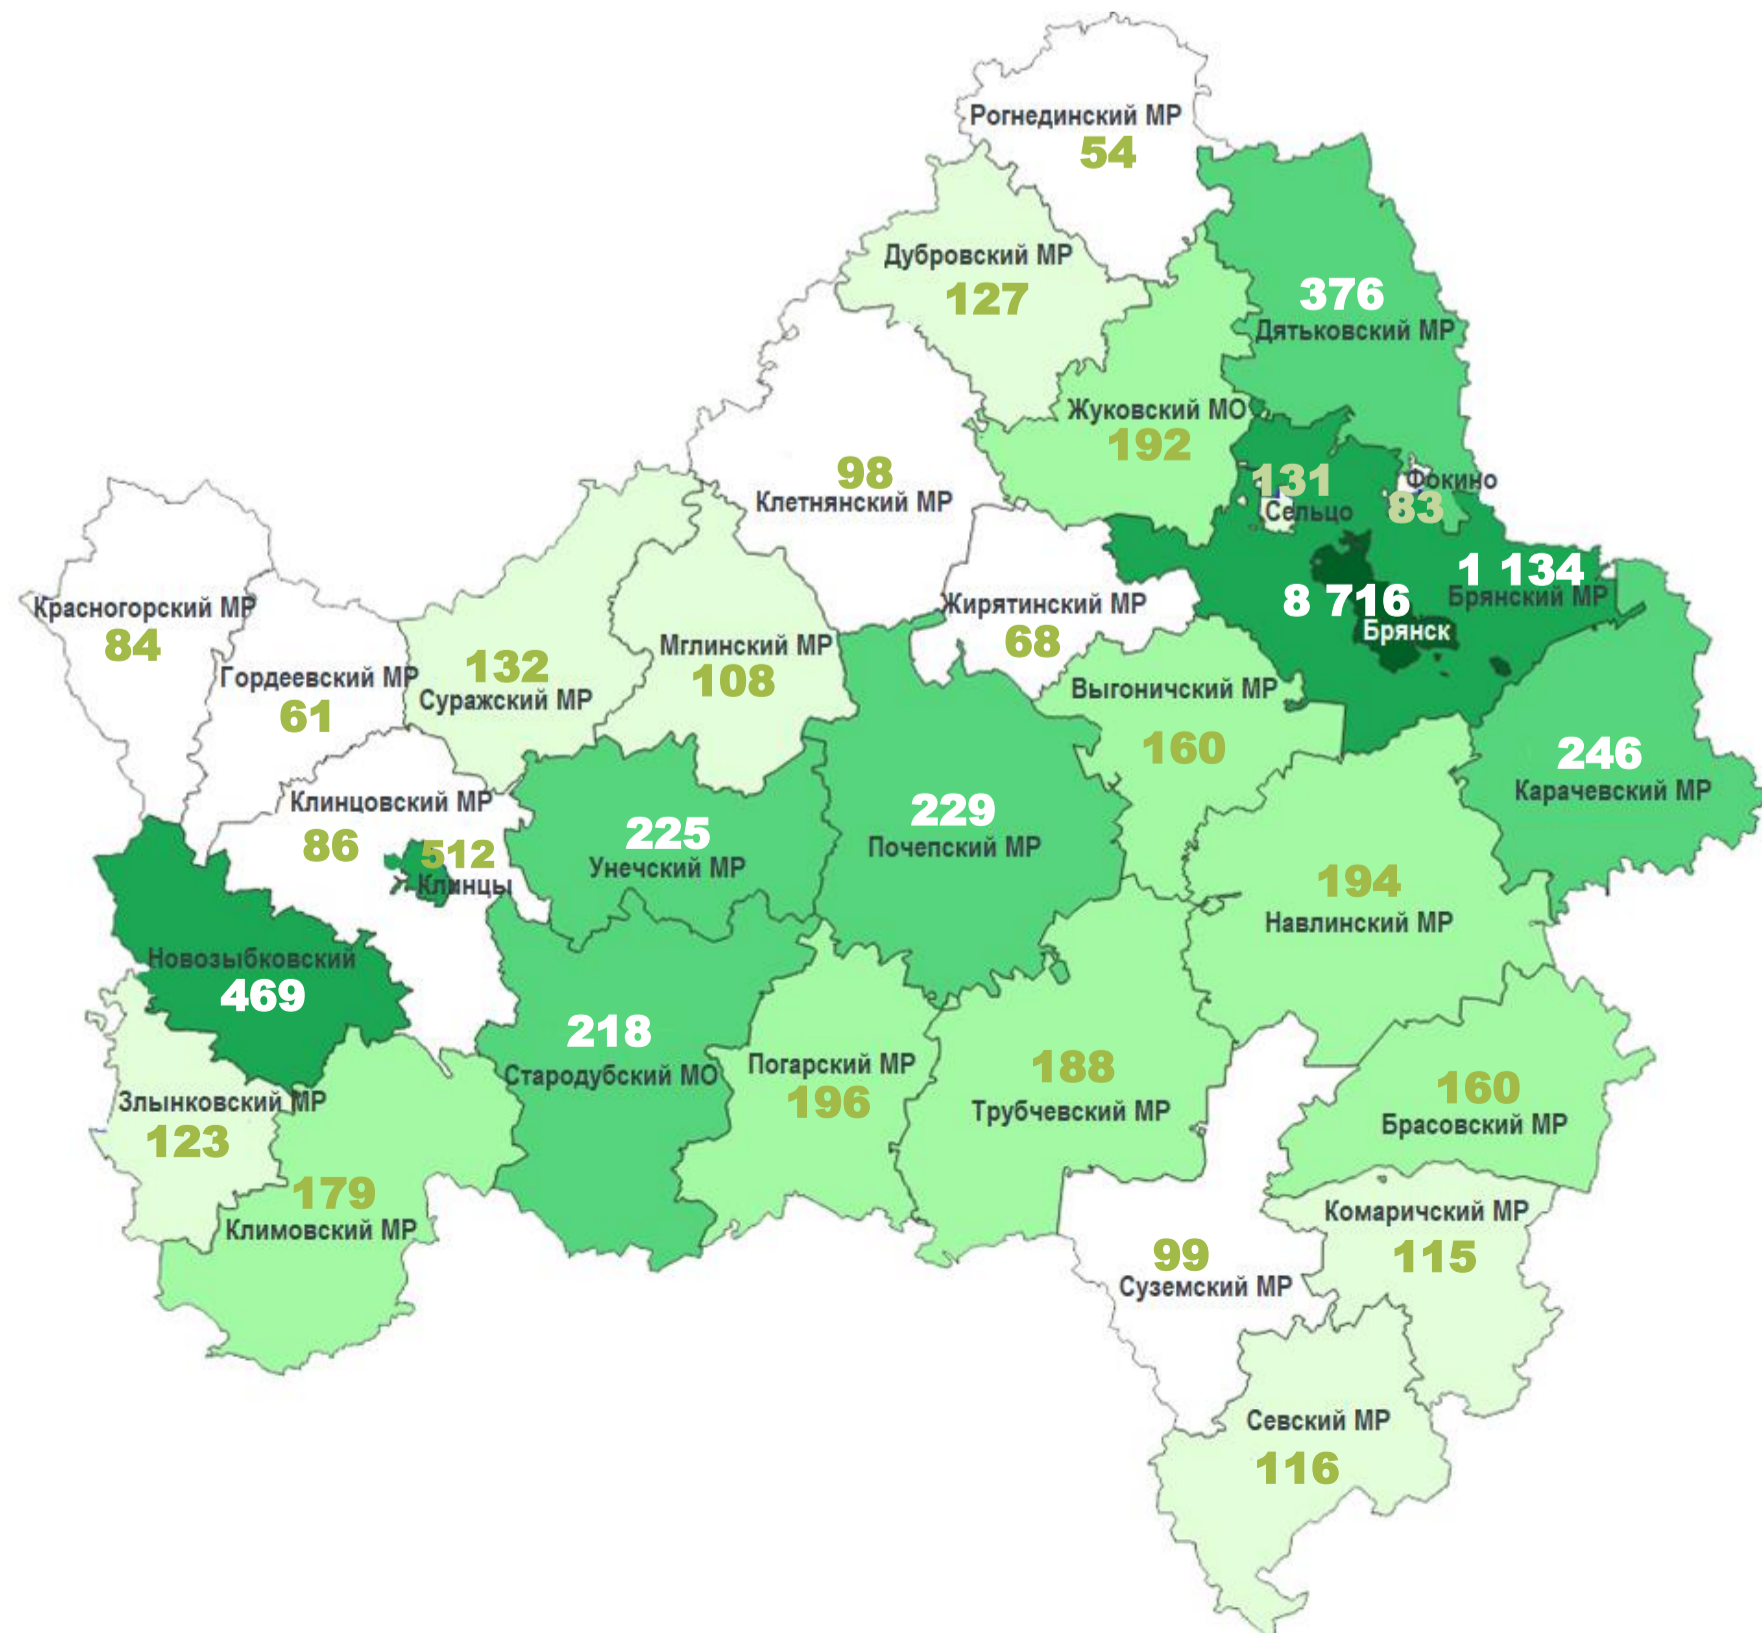 Рогнединский МР
54
Дубровский МР
127
376
Дятьковский МР
Жуковский МО
192
98
Клетнянский МР
131
Сельцо
Фокино
83
1 134
Брянский МР
8 716
Брянск
Жирятинский МР
68
Красногорский МР
84
Гордеевский МР
61
132
Суражский МР
Мглинский МР
108
Выгоничский МР
160
246
Карачевский МР
Клинцовский МР
86
512
Клинцы
225
Унечский МР
229
Почепский МР
194
Навлинский МР
Новозыбковский
469
218
Стародубский МО
Погарский МР
196
188
Трубчевский МР
160
Брасовский МР
Злынковский МР
123
179
Климовский МР
99
Суземский МР
Комаричский МР
115
Севский МР
116